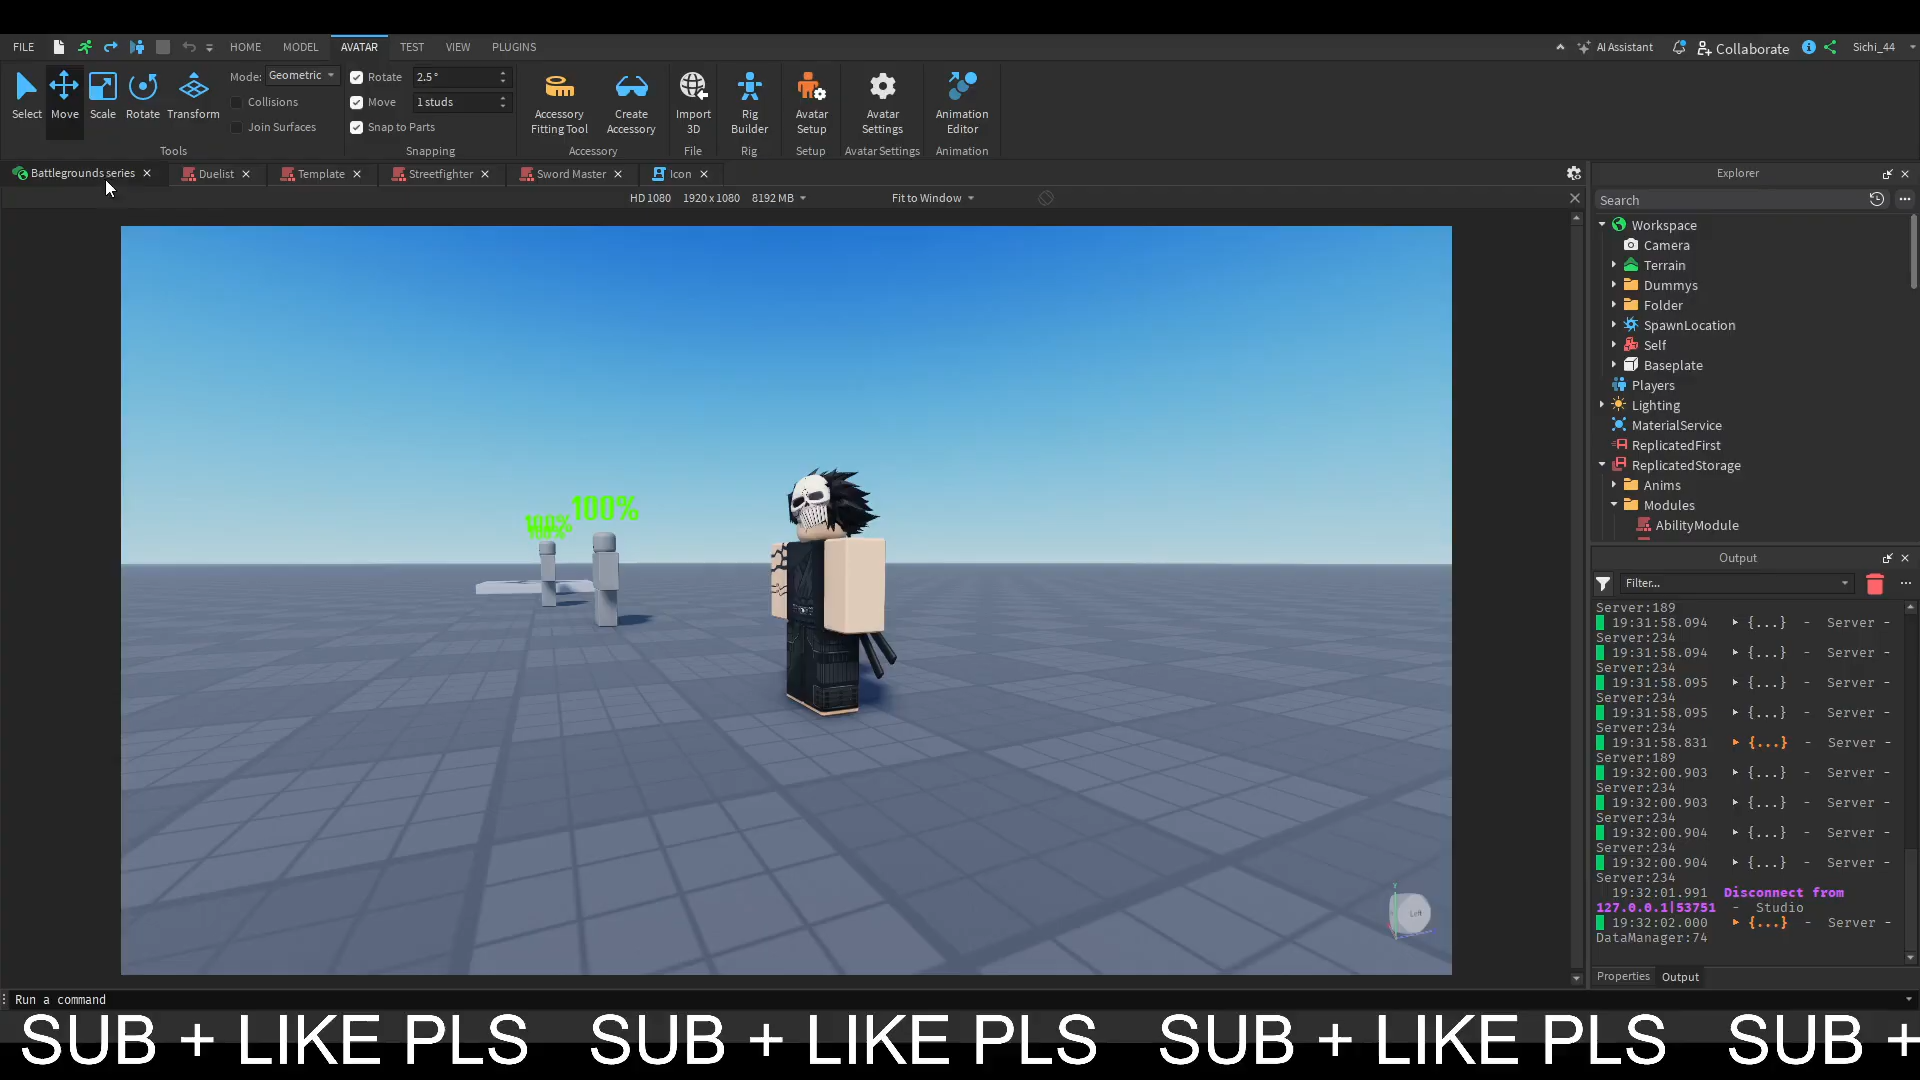 FILE HOME MODEL AVATAR TEST VIEW PLUGINS AI Assistant Collaborate Sichi_44
Select Move Scale Rotate Transform
Mode: Geometric
Collisions
Join Surfaces
Tools
Rotate 2.5°
Move 1 studs
Snap to Parts
Snapping
Accessory Fitting Tool
Create Accessory
Accessory
Import 3D
File
Rig Builder
Rig
Avatar Setup
Setup
Avatar Settings
Avatar Settings
Animation Editor
Animation
Battlegrounds series Duelist Template Streetfighter Sword Master Icon
HD 1080 1920 x 1080 8192 MB Fit to Window
100%
100%
100%
Left
Explorer
Search
Workspace
Camera
Terrain
Dummys
Folder
SpawnLocation
Self
Baseplate
Players
Lighting
MaterialService
ReplicatedFirst
ReplicatedStorage
Anims
Modules
AbilityModule
Output
Filter...
Server:189
19:31:58.094 {...} - Server -
Server:234
19:31:58.094 {...} - Server -
Server:234
19:31:58.095 {...} - Server -
Server:234
19:31:58.095 {...} - Server -
Server:234
19:31:58.831 {...} - Server -
Server:189
19:32:00.903 {...} - Server -
Server:234
19:32:00.903 {...} - Server -
Server:234
19:32:00.904 {...} - Server -
Server:234
19:32:00.904 {...} - Server -
Server:234
19:32:01.991 Disconnect from
127.0.0.1|53751 - Studio
19:32:02.000 {...} - Server -
DataManager:74
Properties Output
Run a command
SUB + LIKE PLS SUB + LIKE PLS SUB + LIKE PLS SUB +